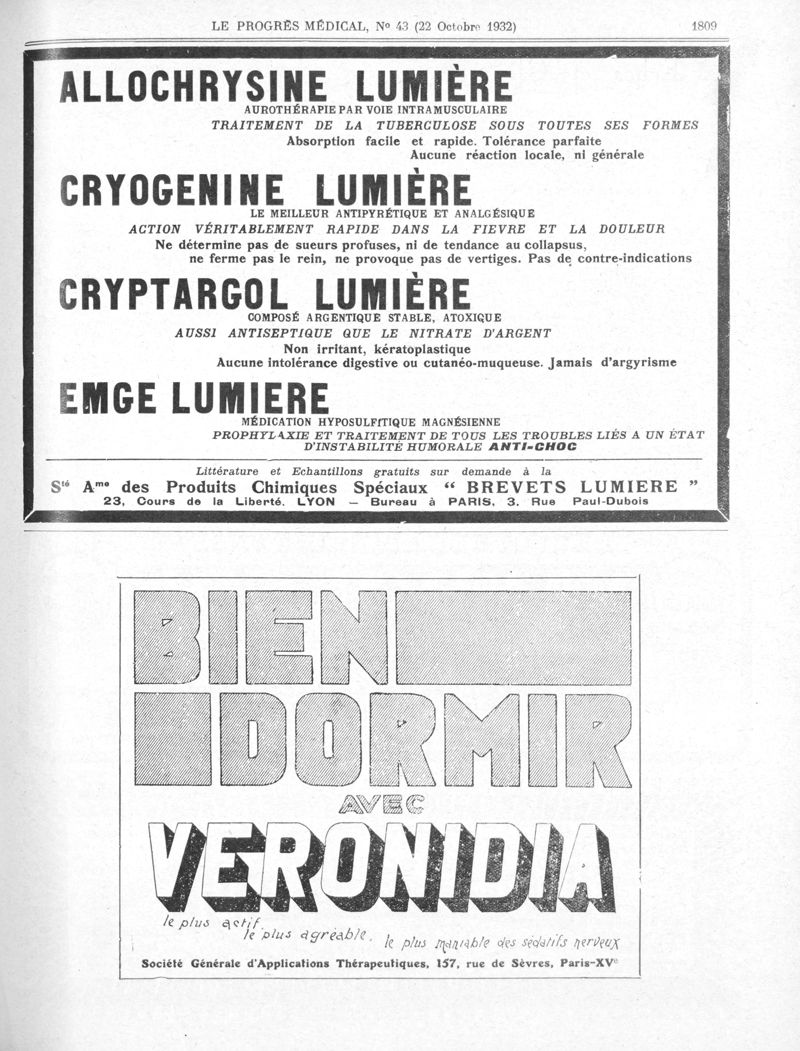 LE PROGRÈS MÉDICAL, No 43 (22 Octobre 1932) 1809
ALLOCHRYSINE LUMIÈRE
AUROTHÉRAPIE PAR VOIE INTRAMUSCULAIRE
TRAITEMENT DE LA TUBERCULOSE SOUS TOUTES SES FORMES
Absorption facile et rapide. Tolérance parfaite
Aucune réaction locale, ni générale
CRYOGENINE LUMIÈRE
LE MEILLEUR ANTIPYRÉTIQUE ET ANALGÉSIQUE
ACTION VÉRITABLEMENT RAPIDE DANS LA FIEVRE ET LA DOULEUR
Ne détermine pas de sueurs profuses, ni de tendance au collapsus,
ne ferme pas le rein, ne provoque pas de vertiges. Pas de contre-indications
CRYPTARGOL LUMIÈRE
COMPOSÉ ARGENTIQUE STABLE, ATOXIQUE
AUSSI ANTISEPTIQUE QUE LE NITRATE D'ARGENT
Non irritant, kératoplastique
Aucune intolérance digestive ou cutanéo-muqueuse. Jamais d'argyrisme
EMGE LUMIERE
MÉDICATION HYPOSULFITIQUE MAGNÉSIENNE
PROPHYLAXIE ET TRAITEMENT DE TOUS LES TROUBLES LIÉS A UN ÉTAT
D'INSTABILITÉ HUMORALE ANTI-CHOC
Littérature et Echantillons gratuits sur demande à la
Sté Ame des Produits Chimiques Spéciaux “ BREVETS LUMIERE ”
23, Cours de la Liberté. LYON — Bureau à PARIS, 3, Rue Paul-Dubois
BIEN
DORMIR
AVEC
VERONIDIA
le plus actif.
le plus agréable.
le plus maniable des sédatifs nerveux
Société Générale d'Applications Thérapeutiques, 157, rue de Sèvres, Paris-XVe